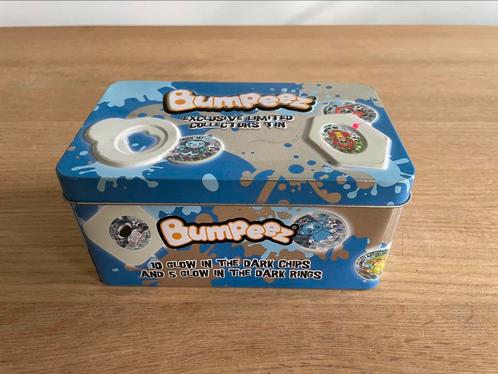 Bumpeez
EXCLUSIVE LIMITED
COLLECTORS TIN
Bumpeez
10 GLOW IN THE DARK CHIPS
AND 5 GLOW IN THE DARK RINGS